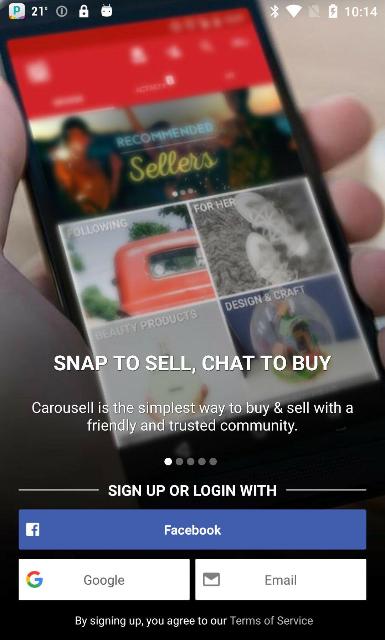 21°
10:14
RECOMMENDED
Sellers
FOLLOWING
FOR HER
BEAUTY PRODUCTS
DESIGN & CRAFT
SNAP TO SELL, CHAT TO BUY
Carousell is the simplest way to buy & sell with a
friendly and trusted community.
SIGN UP OR LOGIN WITH
Facebook
Google
Email
By signing up, you agree to our Terms of Service